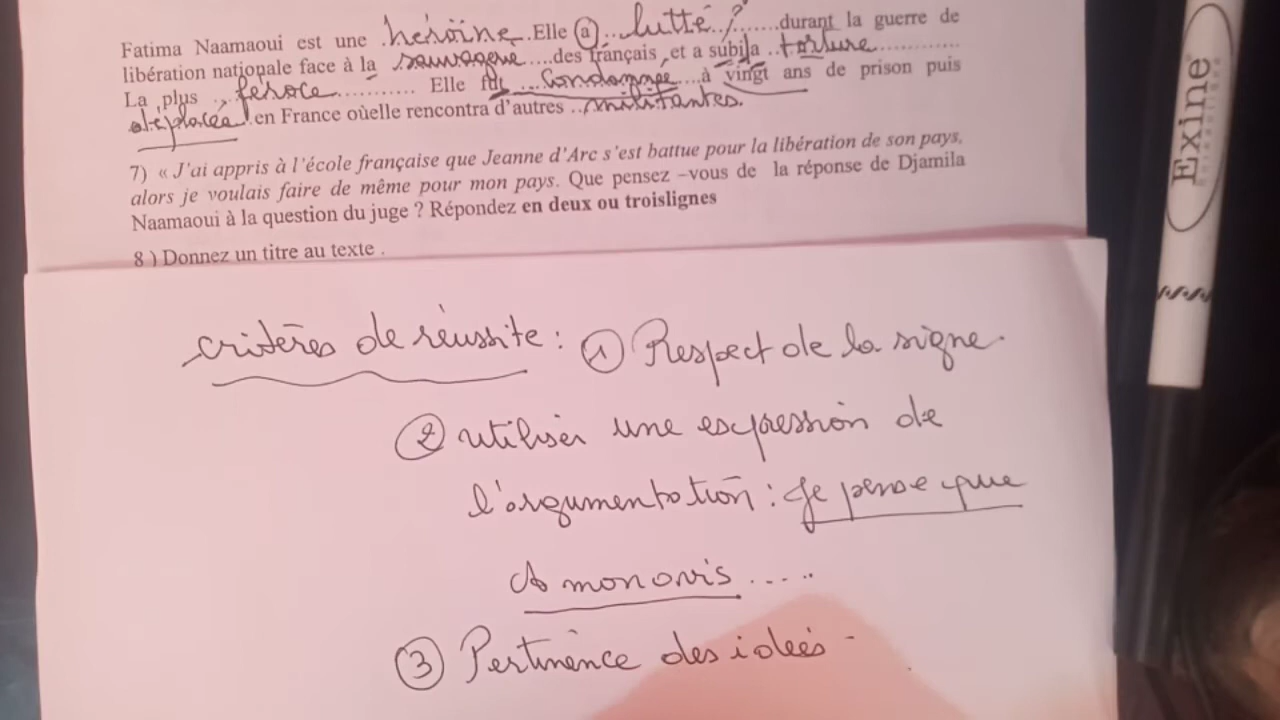 Fatima Naamaoui est une héroïne Elle (a) lutté ? durant la guerre de
libération nationale face à la sauvagerie des français, et a subi la torture
La plus féroce Elle fut condamnée à vingt ans de prison puis
déplacée en France oùelle rencontra d'autres militantes.
7) « J'ai appris à l'école française que Jeanne d'Arc s'est battue pour la libération de son pays,
alors je voulais faire de même pour mon pays. Que pensez –vous de la réponse de Djamila
Naamaoui à la question du juge ? Répondez en deux ou troislignes
8 ) Donnez un titre au texte .
critères de réussite : ① Respect de la signe.
② utiliser une expression de
l'argumentation : Je pense que
A mon avis .....
③ Pertinence des idées -
Exine